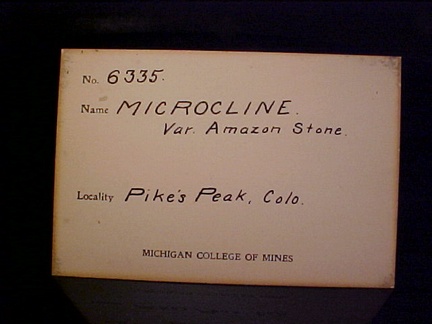 No. 6335.
Name MICROCLINE.
Var. Amazon Stone.
Locality Pike's Peak, Colo.
MICHIGAN COLLEGE OF MINES